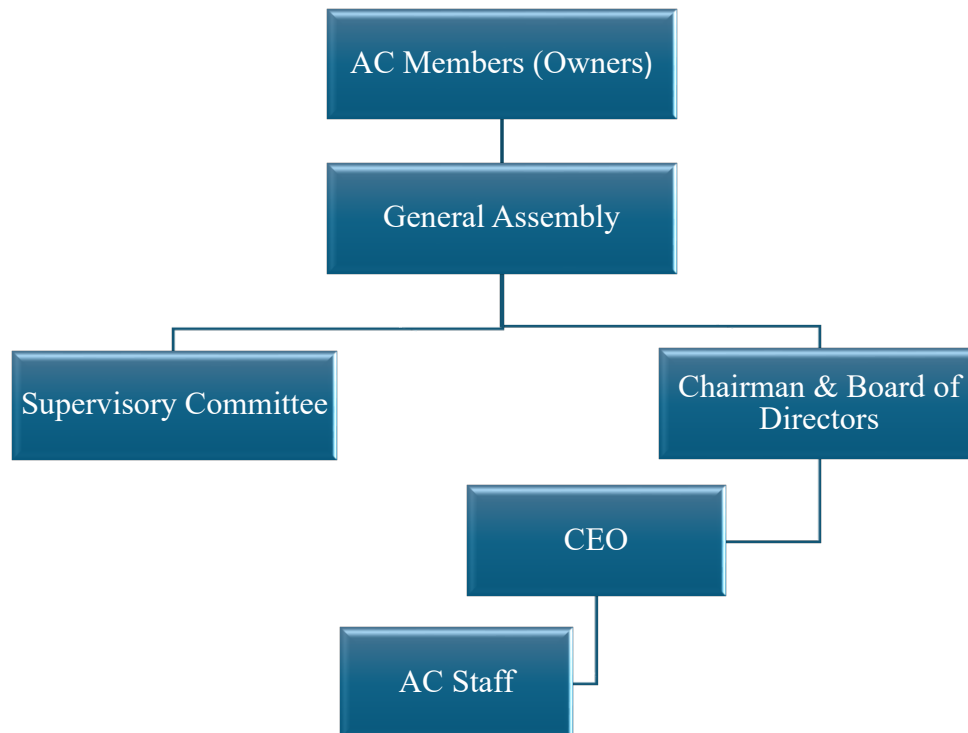 AC Members (Owners)
General Assembly
Supervisory Committee
Chairman & Board of
Directors
CEO
AC Staff